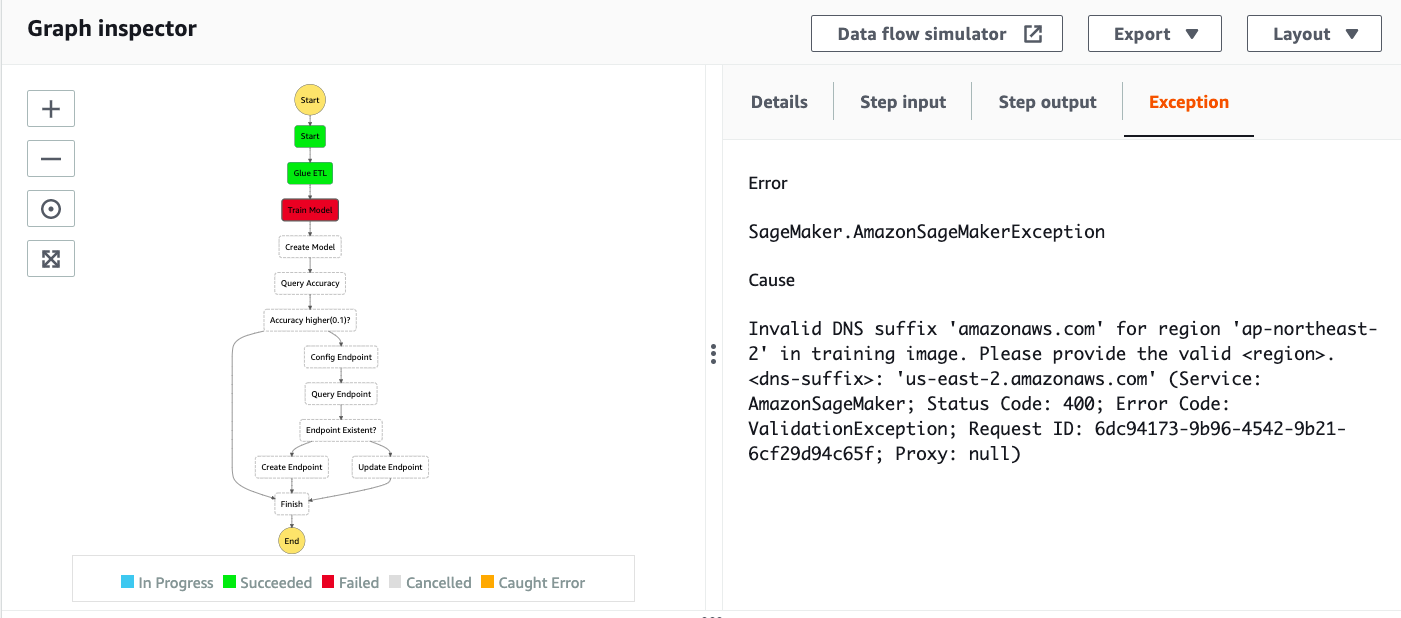 Graph inspector
Data flow simulator
Export
Layout
Start
Start
Glue ETL
Train Model
Create Model
Query Accuracy
Accuracy higher(0.1)?
Config Endpoint
Query Endpoint
Endpoint Existent?
Create Endpoint
Update Endpoint
Finish
End
In Progress
Succeeded
Failed
Cancelled
Caught Error
Details
Step input
Step output
Exception
Error
SageMaker.AmazonSageMakerException
Cause
Invalid DNS suffix 'amazonaws.com' for region 'ap-northeast-
2' in training image. Please provide the valid <region>.
<dns-suffix>: 'us-east-2.amazonaws.com' (Service:
AmazonSageMaker; Status Code: 400; Error Code:
ValidationException; Request ID: 6dc94173-9b96-4542-9b21-
6cf29d94c65f; Proxy: null)